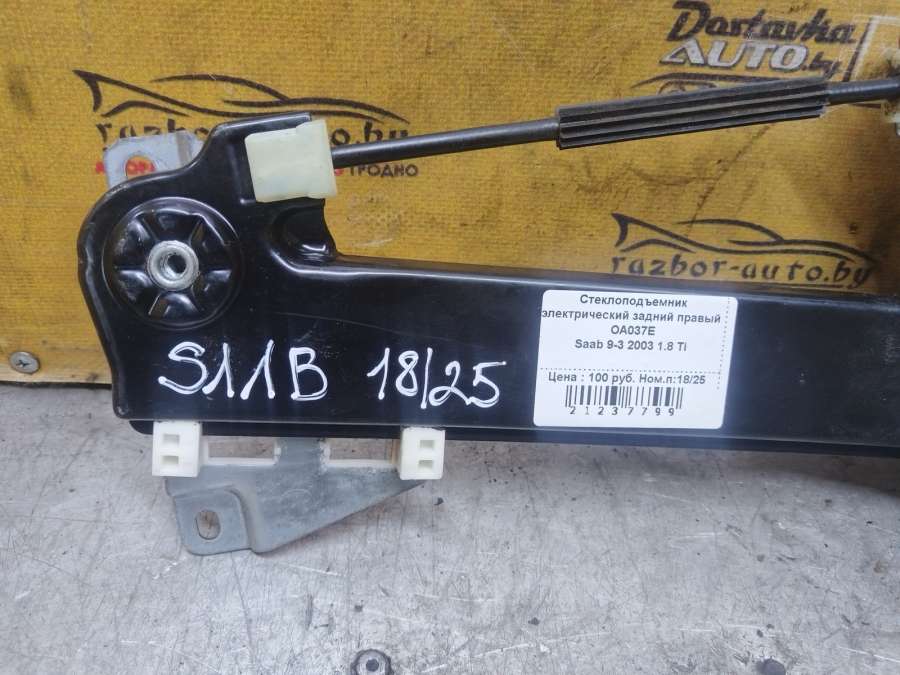 Dostavka
AUTO.by
razbor-auto.by
ГРОДНО
razbor-auto.by
Стеклоподъемник
электрический задний правый
OA037E
Saab 9-3 2003 1.8 Ti
Цена : 100 руб. Ном.п:18/25
21237799
S11B 18/25